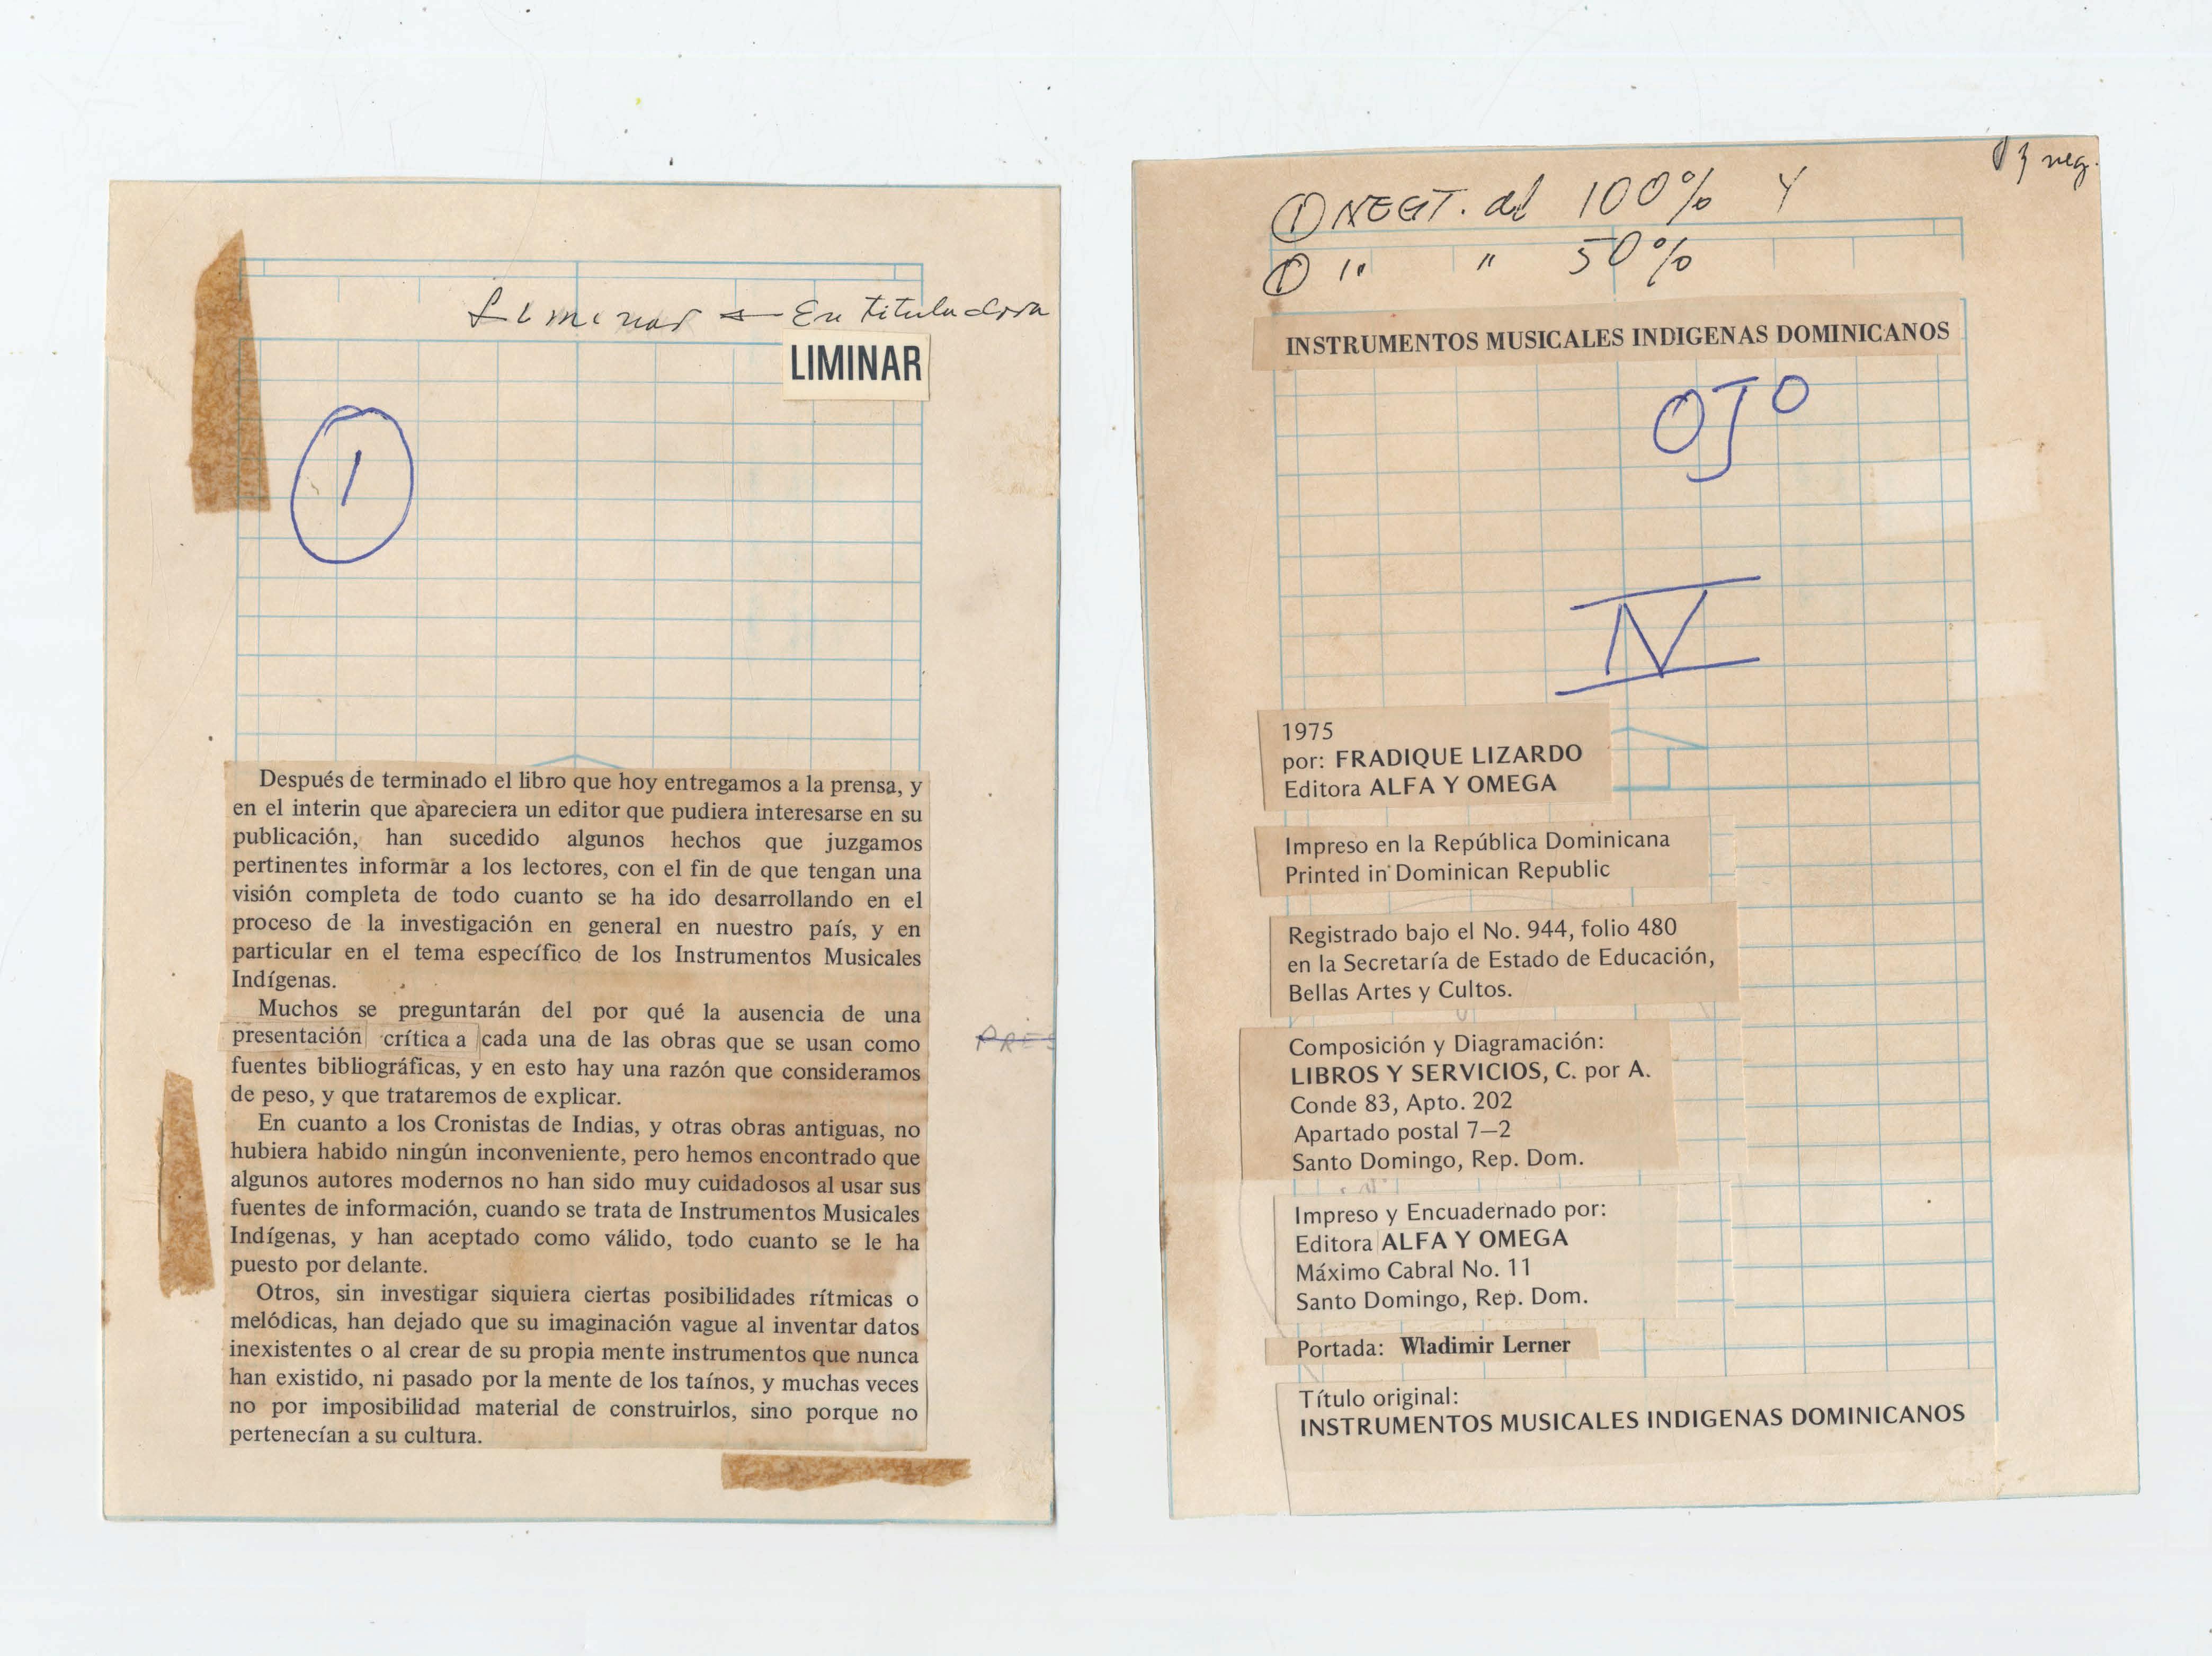 Liminar ← En titulación
LIMINAR
1
Después de terminado el libro que hoy entregamos a la prensa, y
en el interin que apareciera un editor que pudiera interesarse en su
publicación, han sucedido algunos hechos que juzgamos
pertinentes informar a los lectores, con el fin de que tengan una
visión completa de todo cuanto se ha ido desarrollando en el
proceso de la investigación en general en nuestro país, y en
particular en el tema específico de los Instrumentos Musicales
Indígenas.
Muchos se preguntarán del por qué la ausencia de una
presentación crítica a cada una de las obras que se usan como
fuentes bibliográficas, y en esto hay una razón que consideramos
de peso, y que trataremos de explicar.
En cuanto a los Cronistas de Indias, y otras obras antiguas, no
hubiera habido ningún inconveniente, pero hemos encontrado que
algunos autores modernos no han sido muy cuidadosos al usar sus
fuentes de información, cuando se trata de Instrumentos Musicales
Indígenas, y han aceptado como válido, todo cuanto se le ha
puesto por delante.
Otros, sin investigar siquiera ciertas posibilidades rítmicas o
melódicas, han dejado que su imaginación vague al inventar datos
inexistentes o al crear de su propia mente instrumentos que nunca
han existido, ni pasado por la mente de los taínos, y muchas veces
no por imposibilidad material de construirlos, sino porque no
pertenecían a su cultura.
PRES
neg.
① NEGT. del 100% Y
① " " 50%
INSTRUMENTOS MUSICALES INDIGENAS DOMINICANOS
OJO
IV
1975
por: FRADIQUE LIZARDO
Editora ALFA Y OMEGA
Impreso en la República Dominicana
Printed in Dominican Republic
Registrado bajo el No. 944, folio 480
en la Secretaría de Estado de Educación,
Bellas Artes y Cultos.
Composición y Diagramación:
LIBROS Y SERVICIOS, C. por A.
Conde 83, Apto. 202
Apartado postal 7—2
Santo Domingo, Rep. Dom.
Impreso y Encuadernado por:
Editora ALFA Y OMEGA
Máximo Cabral No. 11
Santo Domingo, Rep. Dom.
Portada: Wladimir Lerner
Título original:
INSTRUMENTOS MUSICALES INDIGENAS DOMINICANOS